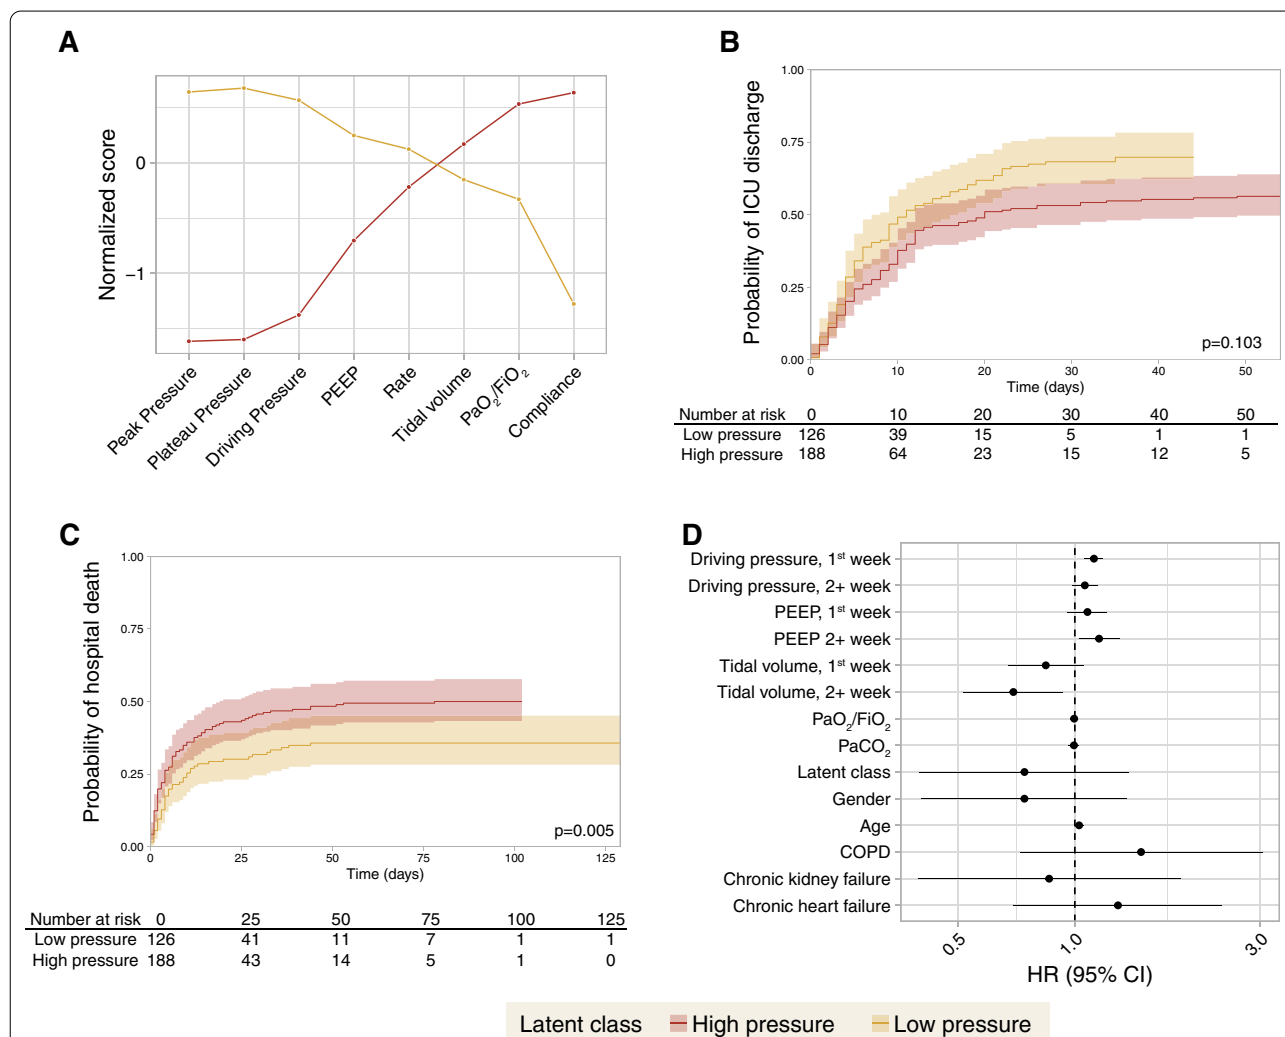 A
Normalized score
0
−1
Peak Pressure
Plateau Pressure
Driving Pressure
PEEP
Rate
Tidal volume
PaO₂/FiO₂
Compliance
B
Probability of ICU discharge
1.00
0.75
0.50
0.25
0.00
p=0.103
0 10 20 30 40 50
Time (days)
Number at risk 0 10 20 30 40 50
Low pressure 126 39 15 5 1 1
High pressure 188 64 23 15 12 5
C
Probability of hospital death
1.00
0.75
0.50
0.25
0.00
p=0.005
0 25 50 75 100 125
Time (days)
Number at risk 0 25 50 75 100 125
Low pressure 126 41 11 7 1 1
High pressure 188 43 14 5 1 0
D
Driving pressure, 1ˢᵗ week
Driving pressure, 2+ week
PEEP, 1ˢᵗ week
PEEP 2+ week
Tidal volume, 1ˢᵗ week
Tidal volume, 2+ week
PaO₂/FiO₂
PaCO₂
Latent class
Gender
Age
COPD
Chronic kidney failure
Chronic heart failure
0.5 1.0 3.0
HR (95% CI)
Latent class High pressure Low pressure